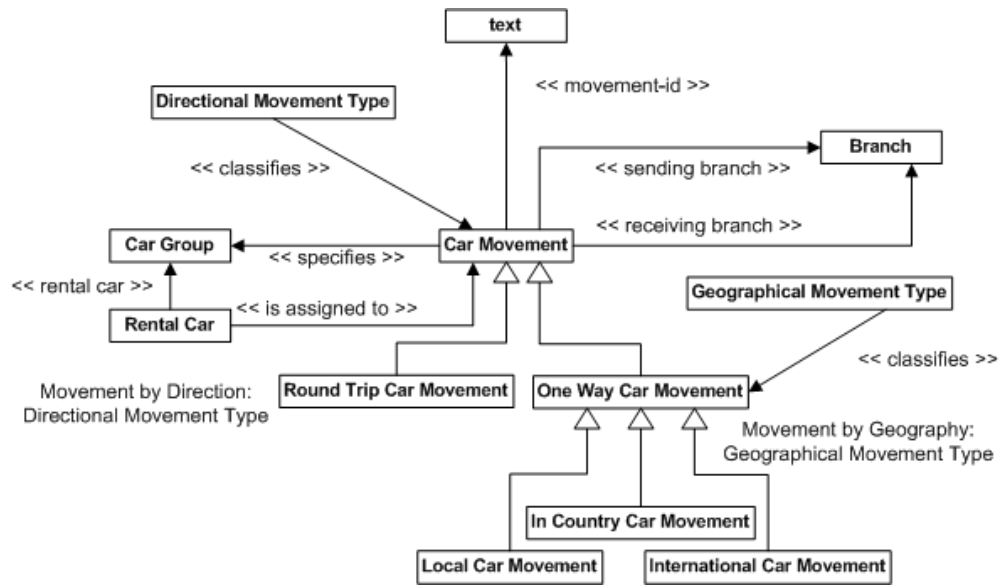 text
<< movement-id >>
Directional Movement Type
<< classifies >>
Branch
<< sending branch >>
<< receiving branch >>
Car Group
<< specifies >>
Car Movement
<< rental car >>
<< is assigned to >>
Rental Car
Geographical Movement Type
<< classifies >>
Movement by Direction:
Directional Movement Type
Round Trip Car Movement
One Way Car Movement
Movement by Geography:
Geographical Movement Type
In Country Car Movement
Local Car Movement
International Car Movement